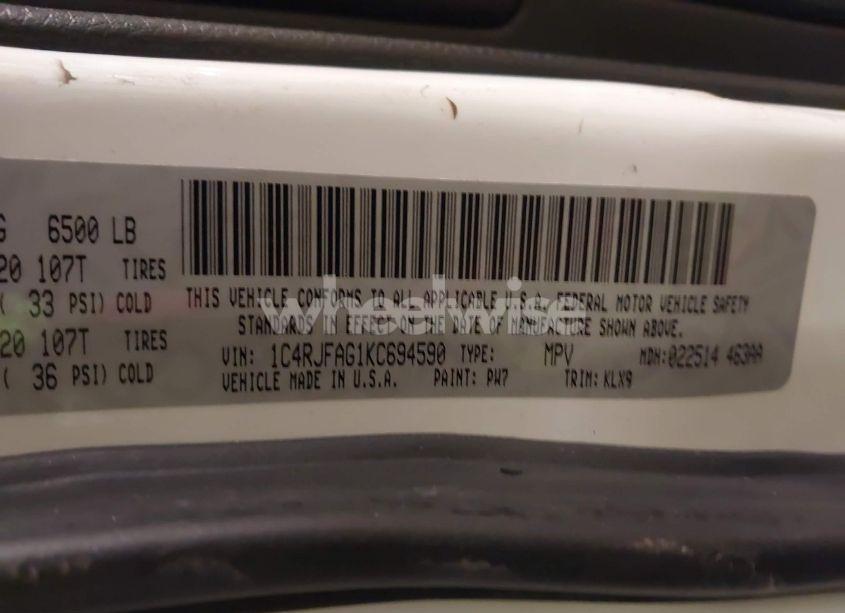 G 6500 LB
20 107T TIRES
( 33 PSI) COLD
20 107T TIRES
( 36 PSI) COLD
THIS VEHICLE CONFORMS TO ALL APPLICABLE U.S.A. FEDERAL MOTOR VEHICLE SAFETY
STANDARDS IN EFFECT ON THE DATE OF MANUFACTURE SHOWN ABOVE.
VIN: 1C4RJFAG1KC694590 TYPE: MPV MDH: 022514 463AA
VEHICLE MADE IN U.S.A. PAINT: PW7 TRIM: KLX9
wheelwise